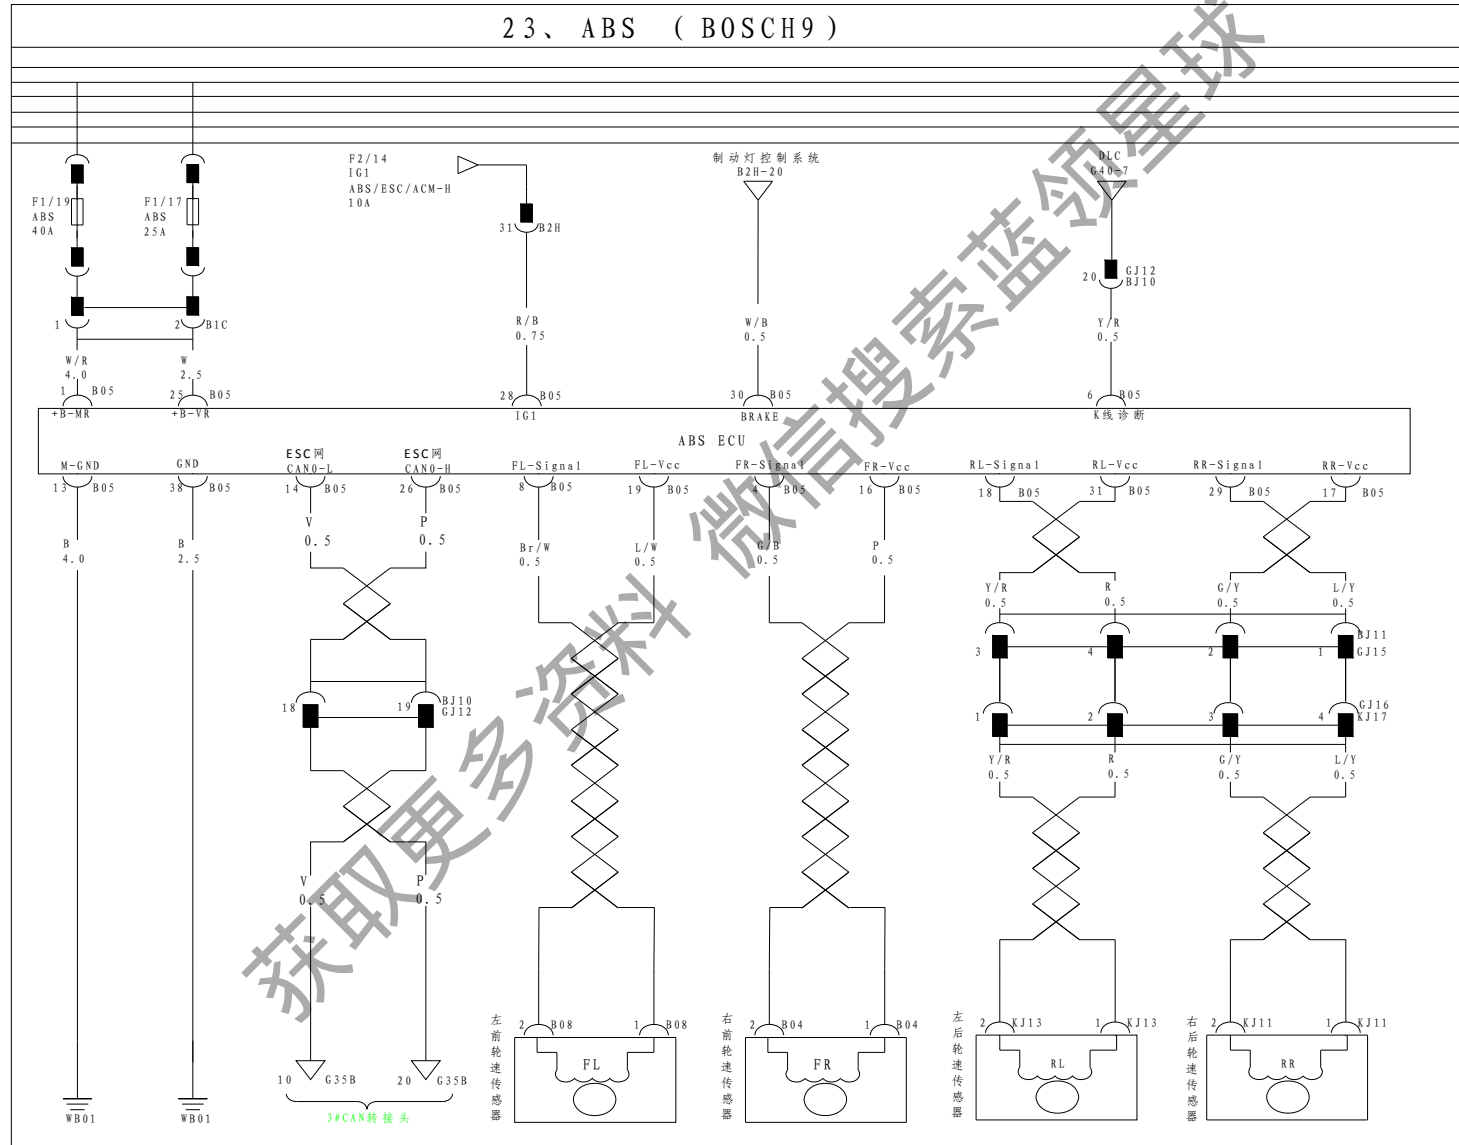 23、ABS （BOSCH9）
F1/19
ABS
40A
F1/17
ABS
25A
F2/14
IG1
ABS/ESC/ACM-H
10A
制动灯控制系统
B2H-20
DLC
G40-7
31 B2H
20 GJ12
BJ10
1
2 B1C
R/B
0.75
W/B
0.5
Y/R
0.5
W/R
4.0
W
2.5
1 B05
25 B05
28 B05
30 B05
6 B05
+B-MR
+B-VR
IG1
BRAKE
K线诊断
ABS ECU
M-GND
GND
ESC网
CAN0-L
ESC网
CAN0-H
FL-Signal
FL-Vcc
FR-Signal
FR-Vcc
RL-Signal
RL-Vcc
RR-Signal
RR-Vcc
13 B05
38 B05
14 B05
26 B05
8 B05
19 B05
4 B05
16 B05
18 B05
31 B05
29 B05
17 B05
B
4.0
B
2.5
V
0.5
P
0.5
Br/W
0.5
L/W
0.5
G/B
0.5
P
0.5
Y/R
0.5
R
0.5
G/Y
0.5
L/Y
0.5
3
4
2
1
BJ11
GJ15
18
19
BJ10
GJ12
1
2
3
4
GJ16
KJ17
Y/R
0.5
R
0.5
G/Y
0.5
L/Y
0.5
V
0.5
P
0.5
左前轮速传感器
2 B08
1 B08
FL
右前轮速传感器
2 B04
1 B04
FR
左后轮速传感器
2 KJ13
1 KJ13
RL
右后轮速传感器
2 KJ11
1 KJ11
RR
10 G35B
20 G35B
3#CAN转接头
WB01
WB01
获取更多资料 微信搜索蓝领星球